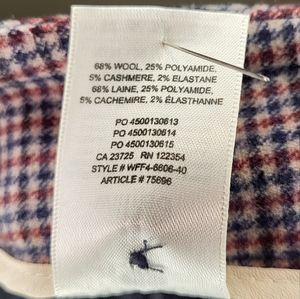 68% WOOL, 25% POLYAMIDE,
5% CASHMERE, 2% ELASTANE
68% LAINE, 25% POLYAMIDE,
5% CACHEMIRE, 2% ÉLASTHANNE
PO 4500130613
PO 4500130614
PO 4500130615
CA 23725 RN 122354
STYLE # WFF4-6606-40
ARTICLE # 75696